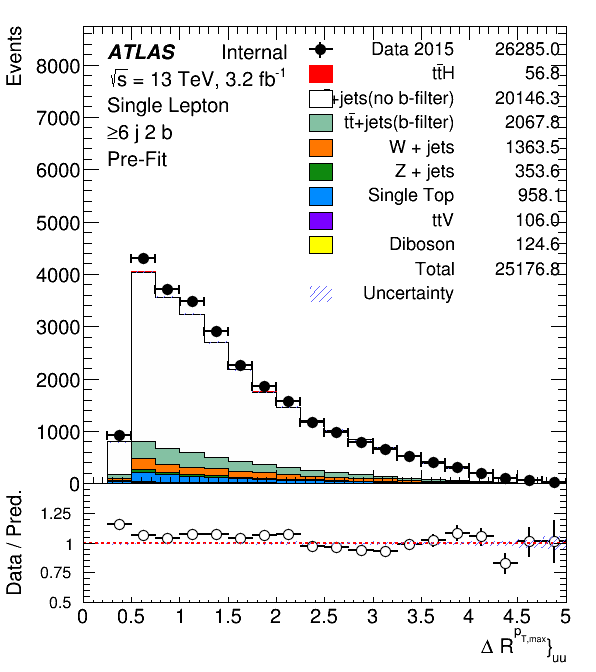 Events
ATLAS Internal
√s = 13 TeV, 3.2 fb⁻¹
Single Lepton
≥6 j 2 b
Pre-Fit
Data 2015 26285.0
tt̄H 56.8
+jets(no b-filter) 20146.3
tt̄+jets(b-filter) 2067.8
W + jets 1363.5
Z + jets 353.6
Single Top 958.1
ttV 106.0
Diboson 124.6
Total 25176.8
Uncertainty
8000
7000
6000
5000
4000
3000
2000
1000
0
Data / Pred.
1.25
1
0.75
0.5
0 0.5 1 1.5 2 2.5 3 3.5 4 4.5 5
Δ R^{p_{T,max}}}_{uu}